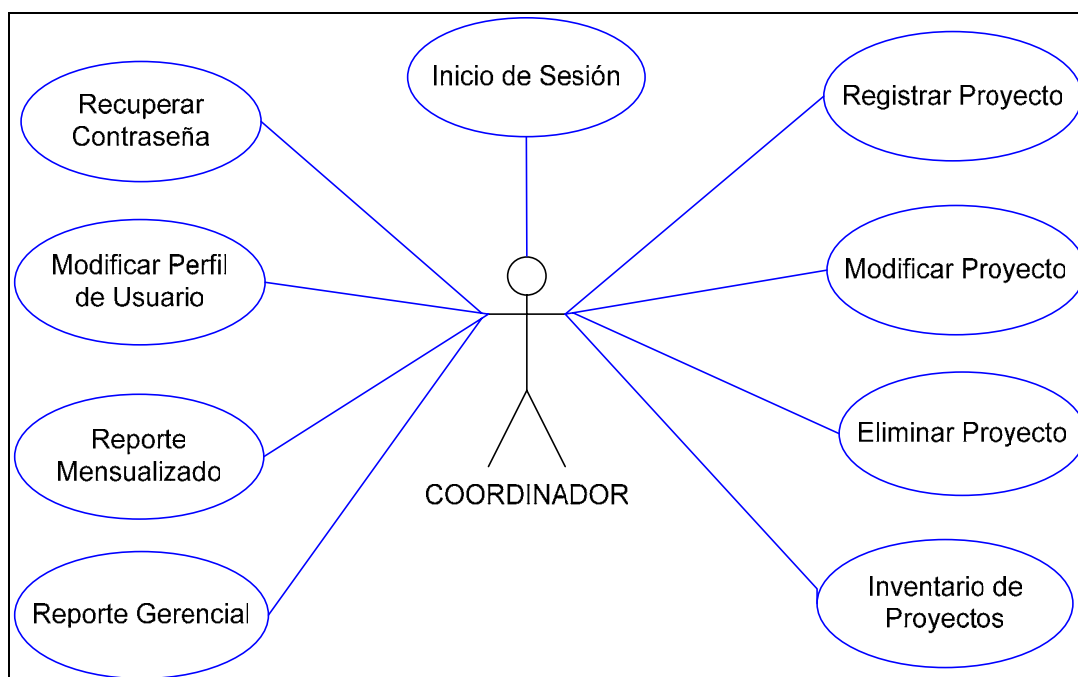 Inicio de Sesión
Recuperar
Contraseña
Registrar Proyecto
Modificar Perfil
de Usuario
Modificar Proyecto
Reporte
Mensualizado
Eliminar Proyecto
COORDINADOR
Reporte Gerencial
Inventario de
Proyectos